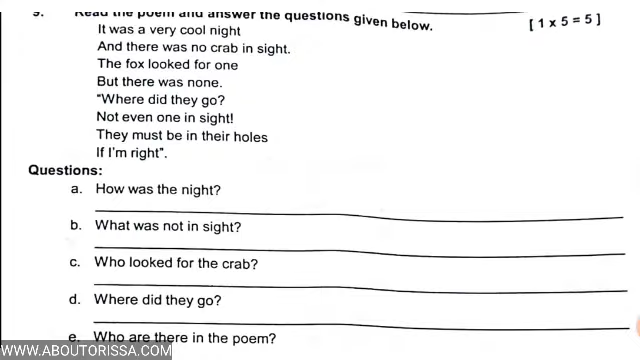 9. Read the poem and answer the questions given below. [ 1 x 5 = 5 ]
It was a very cool night
And there was no crab in sight.
The fox looked for one
But there was none.
"Where did they go?
Not even one in sight!
They must be in their holes
If I'm right".
Questions:
a. How was the night?
b. What was not in sight?
c. Who looked for the crab?
d. Where did they go?
e. Who are there in the poem?
WWW.ABOUTORISSA.COM